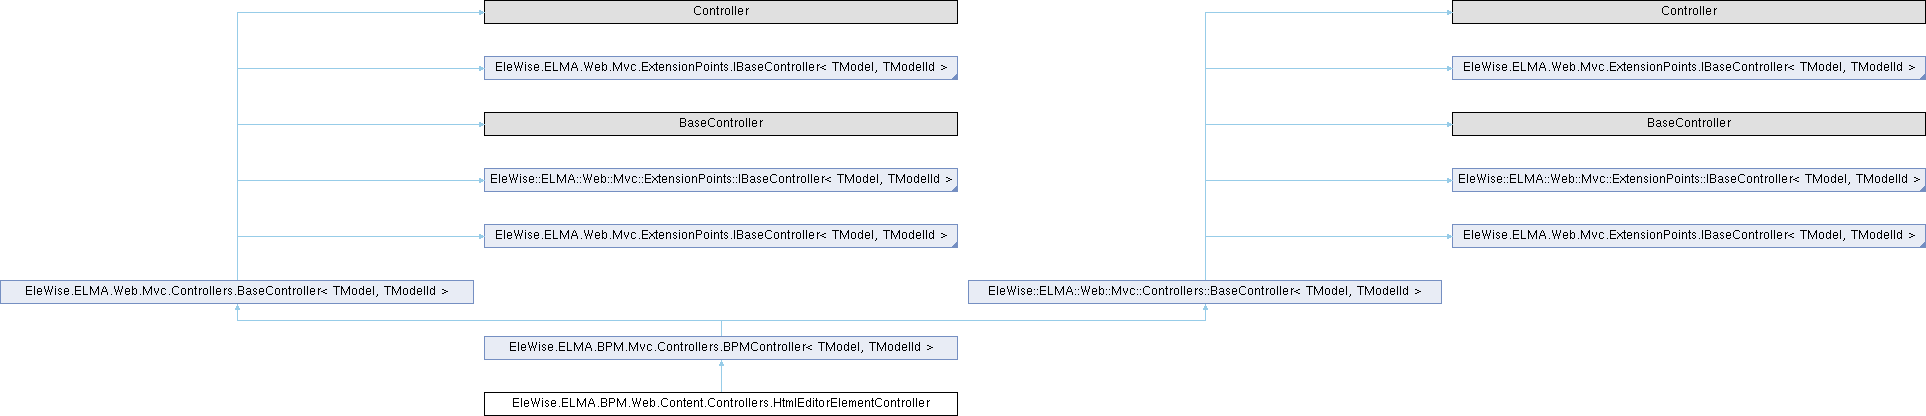 Controller
Controller
EleWise.ELMA.Web.Mvc.ExtensionPoints.IBaseController< TModel, TModelId >
EleWise.ELMA.Web.Mvc.ExtensionPoints.IBaseController< TModel, TModelId >
BaseController
BaseController
EleWise::ELMA::Web::Mvc::ExtensionPoints::IBaseController< TModel, TModelId >
EleWise::ELMA::Web::Mvc::ExtensionPoints::IBaseController< TModel, TModelId >
EleWise.ELMA.Web.Mvc.ExtensionPoints.IBaseController< TModel, TModelId >
EleWise.ELMA.Web.Mvc.ExtensionPoints.IBaseController< TModel, TModelId >
EleWise.ELMA.Web.Mvc.Controllers.BaseController< TModel, TModelId >
EleWise::ELMA::Web::Mvc::Controllers::BaseController< TModel, TModelId >
EleWise.ELMA.BPM.Mvc.Controllers.BPMController< TModel, TModelId >
EleWise.ELMA.BPM.Web.Content.Controllers.HtmlEditorElementController